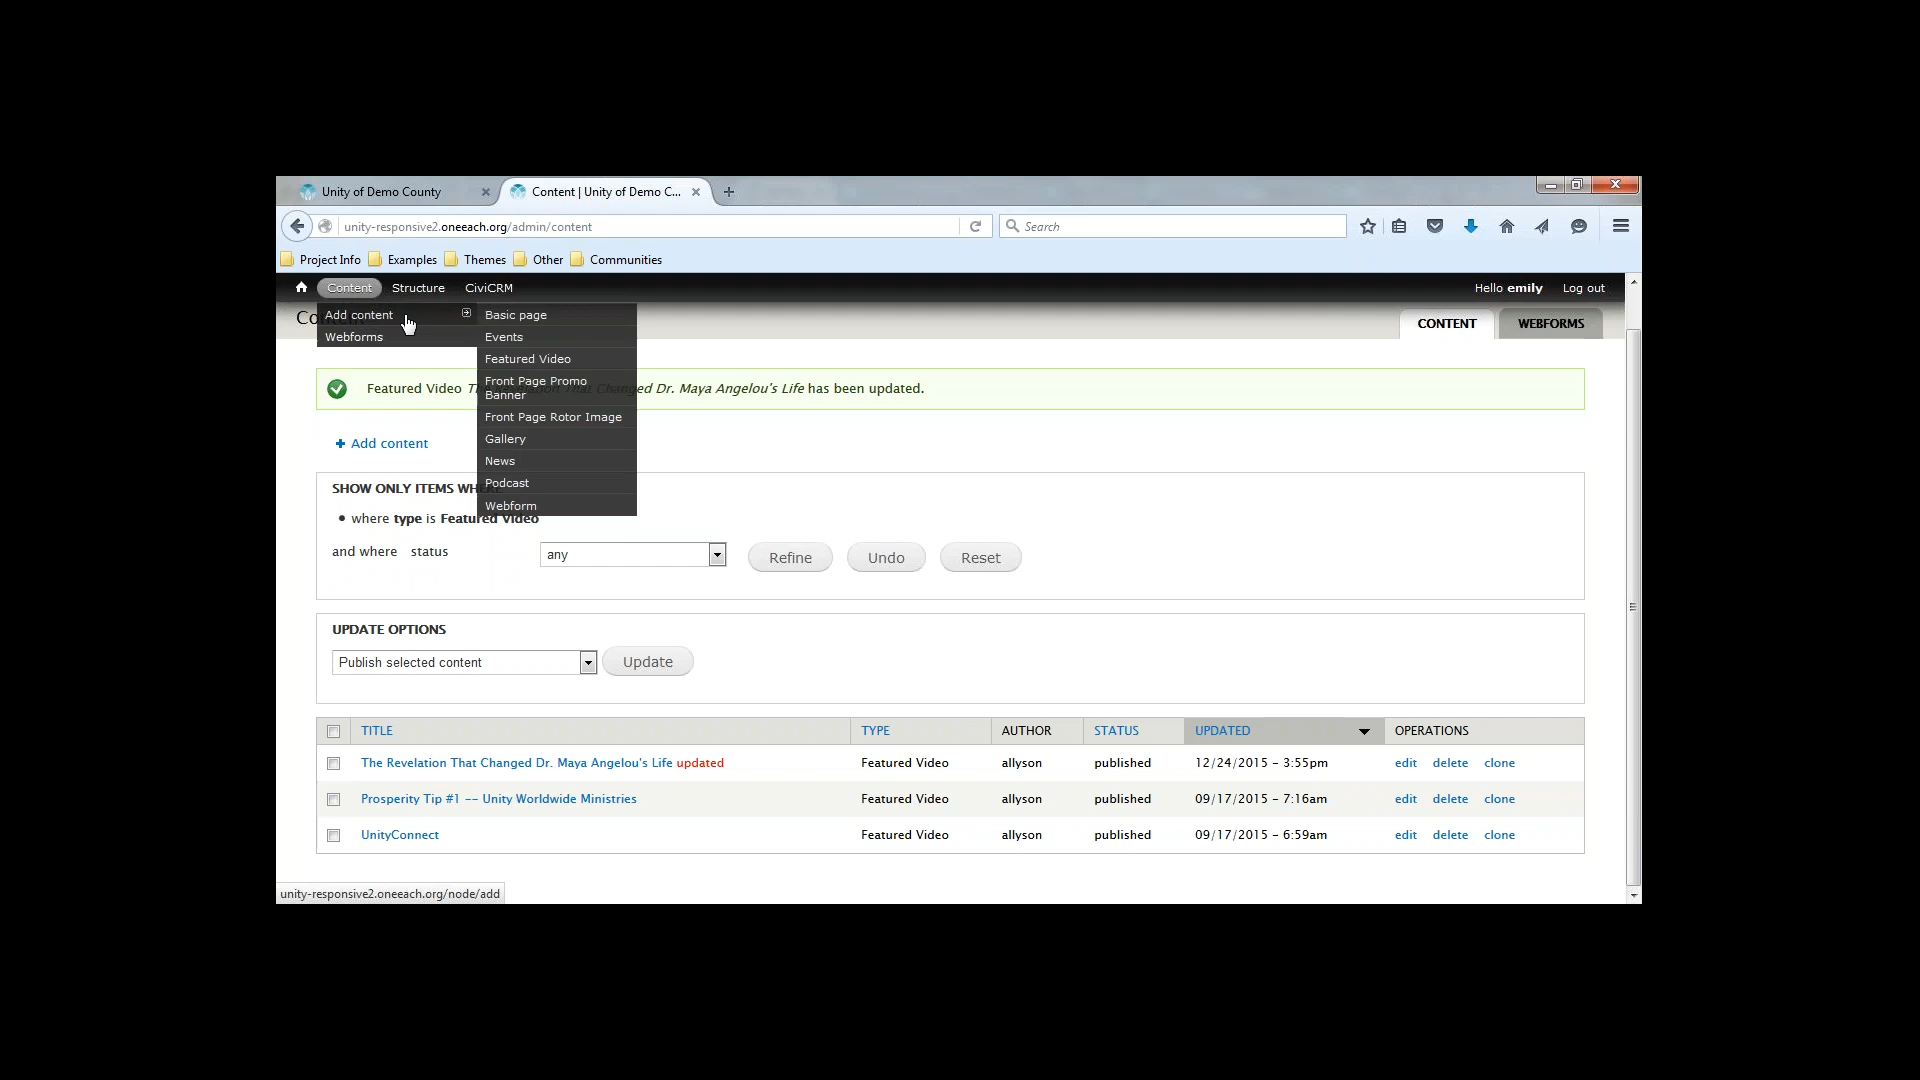 Unity of Demo County
Content | Unity of Demo C...
unity-responsive2.oneeach.org/admin/content
Search
Project Info Examples Themes Other Communities
Content Structure CiviCRM Hello emily Log out
Add content Basic page
CONTENT WEBFORMS
Webforms Events
Featured Video
Front Page Promo
Banner
Featured Video The Revelation That Changed Dr. Maya Angelou's Life has been updated.
Front Page Rotor Image
Gallery
+ Add content
News
Podcast
SHOW ONLY ITEMS WHERE
Webform
where type is Featured Video
and where status any Refine Undo Reset
UPDATE OPTIONS
Publish selected content Update
TITLE TYPE AUTHOR STATUS UPDATED OPERATIONS
The Revelation That Changed Dr. Maya Angelou's Life updated Featured Video allyson published 12/24/2015 - 3:55pm edit delete clone
Prosperity Tip #1 -- Unity Worldwide Ministries Featured Video allyson published 09/17/2015 - 7:16am edit delete clone
UnityConnect Featured Video allyson published 09/17/2015 - 6:59am edit delete clone
unity-responsive2.oneeach.org/node/add